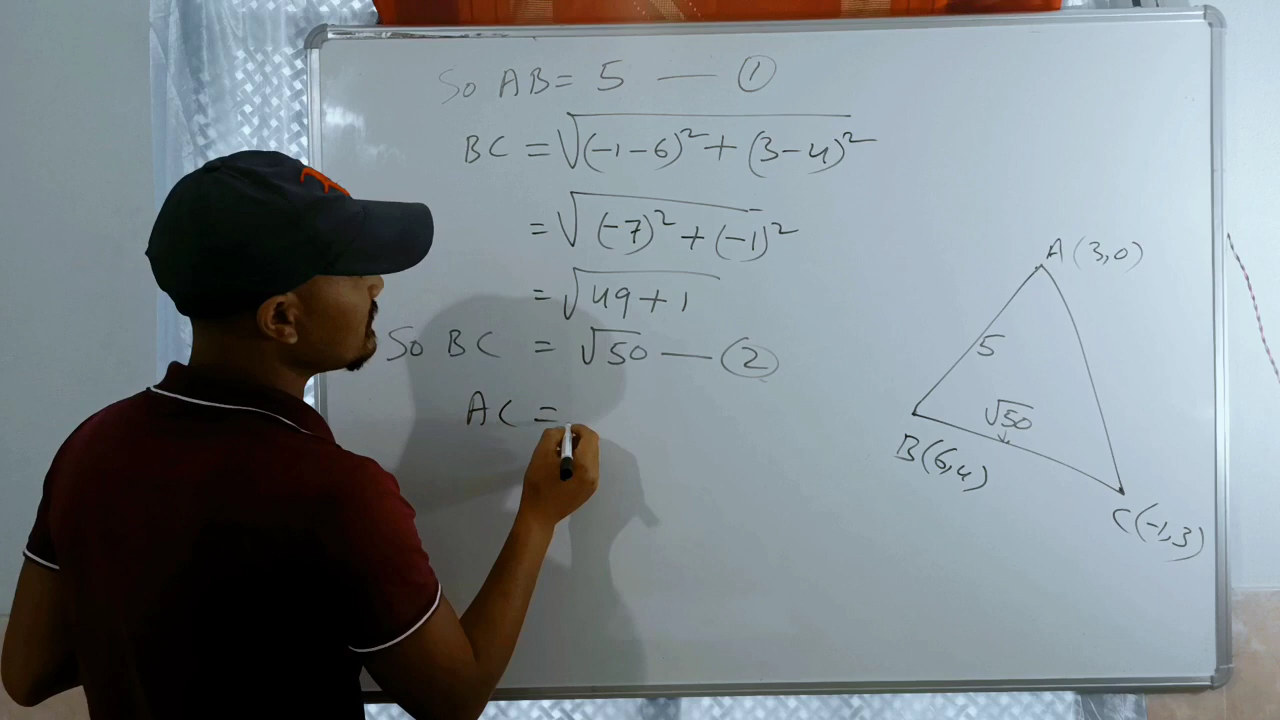 So AB = 5 — ①
BC = √(-1-6)² + (3-4)²
= √(-7)² + (-1)²
= √49+1
So BC = √50 — ②
AC =
A(3,0)
5
√50
B(6,4)
C(-1,3)